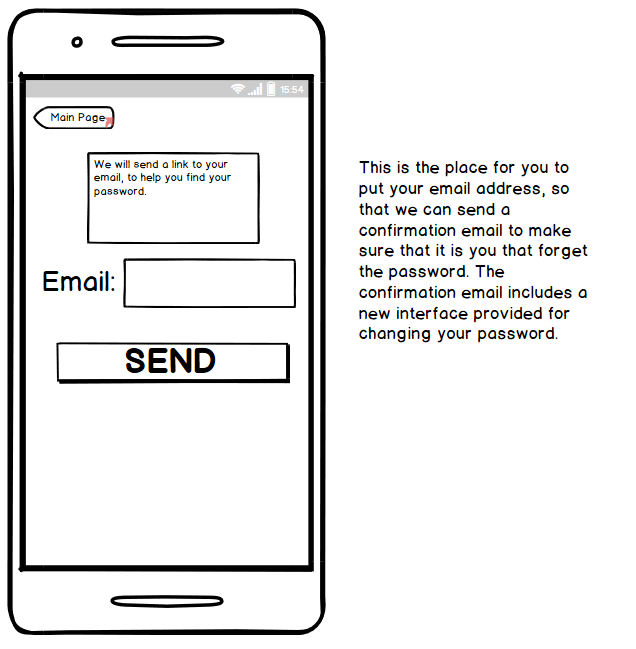 15:54
Main Page
We will send a link to your
email, to help you find your
password.
Email:
SEND
This is the place for you to
put your email address, so
that we can send a
confirmation email to make
sure that it is you that forget
the password. The
confirmation email includes a
new interface provided for
changing your password.